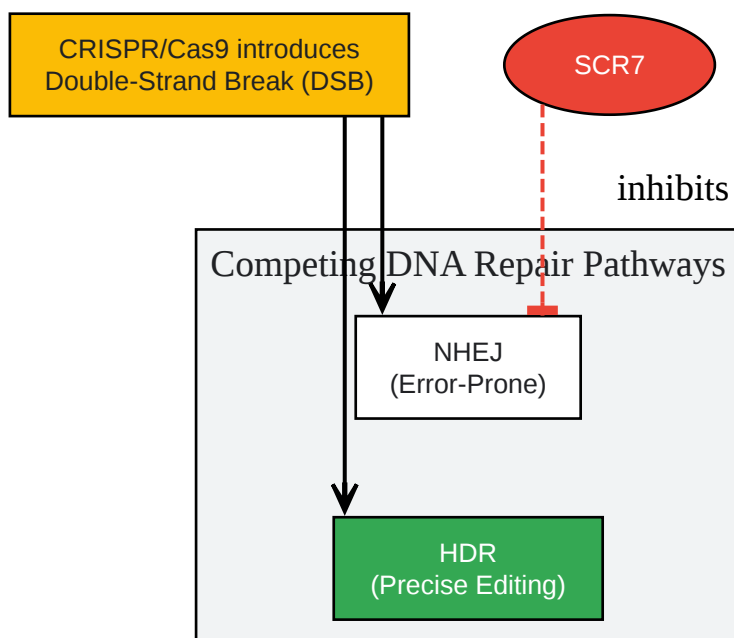 CRISPR/Cas9 introduces
Double-Strand Break (DSB)
SCR7
inhibits
Competing DNA Repair Pathways
NHEJ
(Error-Prone)
HDR
(Precise Editing)